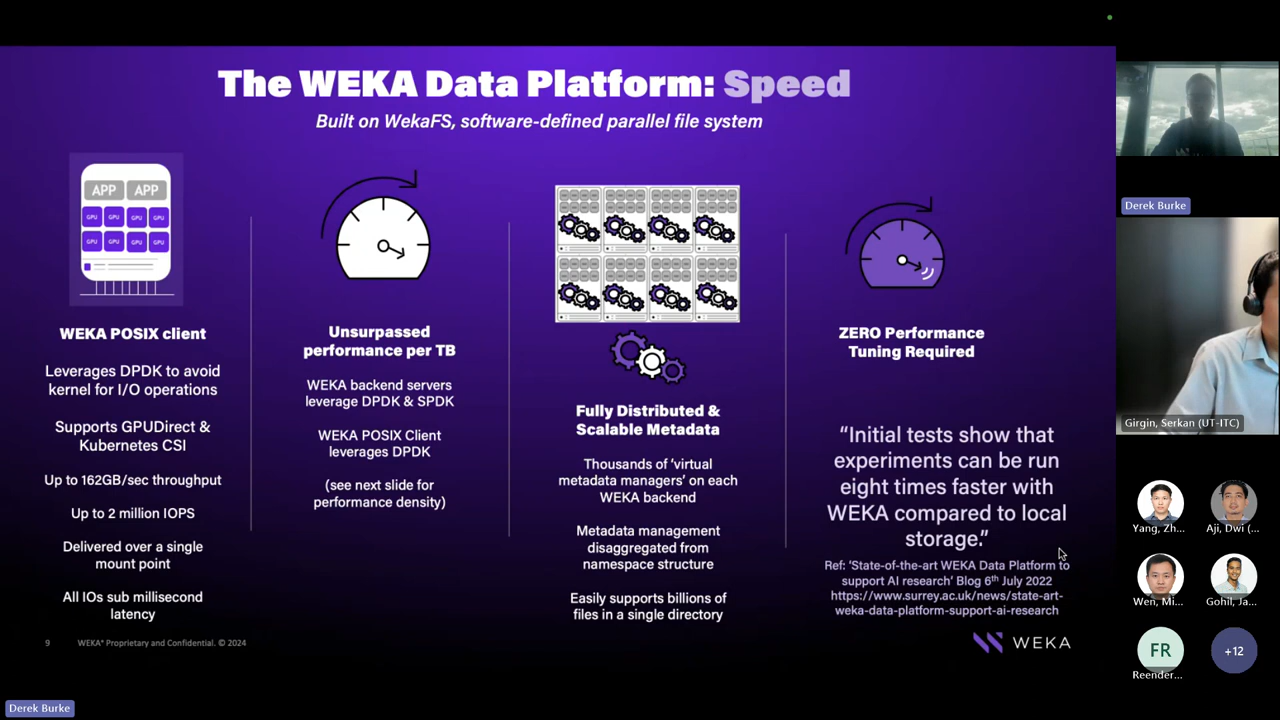 The WEKA Data Platform: Speed
Built on WekaFS, software-defined parallel file system
APP APP
GPU GPU GPU GPU
GPU GPU GPU GPU
WEKA POSIX client
Leverages DPDK to avoid
kernel for I/O operations
Supports GPUDirect &
Kubernetes CSI
Up to 162GB/sec throughput
Up to 2 million IOPS
Delivered over a single
mount point
All IOs sub millisecond
latency
Unsurpassed
performance per TB
WEKA backend servers
leverage DPDK & SPDK
WEKA POSIX Client
leverages DPDK
(see next slide for
performance density)
Fully Distributed &
Scalable Metadata
Thousands of ‘virtual
metadata managers’ on each
WEKA backend
Metadata management
disaggregated from
namespace structure
Easily supports billions of
files in a single directory
ZERO Performance
Tuning Required
“Initial tests show that
experiments can be run
eight times faster with
WEKA compared to local
storage.”
Ref: ‘State-of-the-art WEKA Data Platform to
support AI research’ Blog 6th July 2022
https://www.surrey.ac.uk/news/state-art-
weka-data-platform-support-ai-research
9 WEKA® Proprietary and Confidential. © 2024
WEKA
Derek Burke
Derek Burke
Girgin, Serkan (UT-ITC)
Yang, Zh... Aji, Dwi (...
Wen, Mi... Gohil, Ja...
FR +12
Reender...